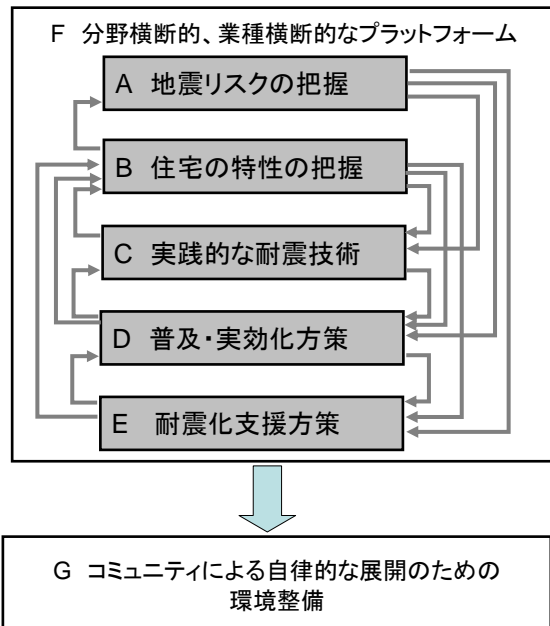 F 分野横断的、業種横断的なプラットフォーム
A 地震リスクの把握
B 住宅の特性の把握
C 実践的な耐震技術
D 普及・実効化方策
E 耐震化支援方策
G コミュニティによる自律的な展開のための
環境整備